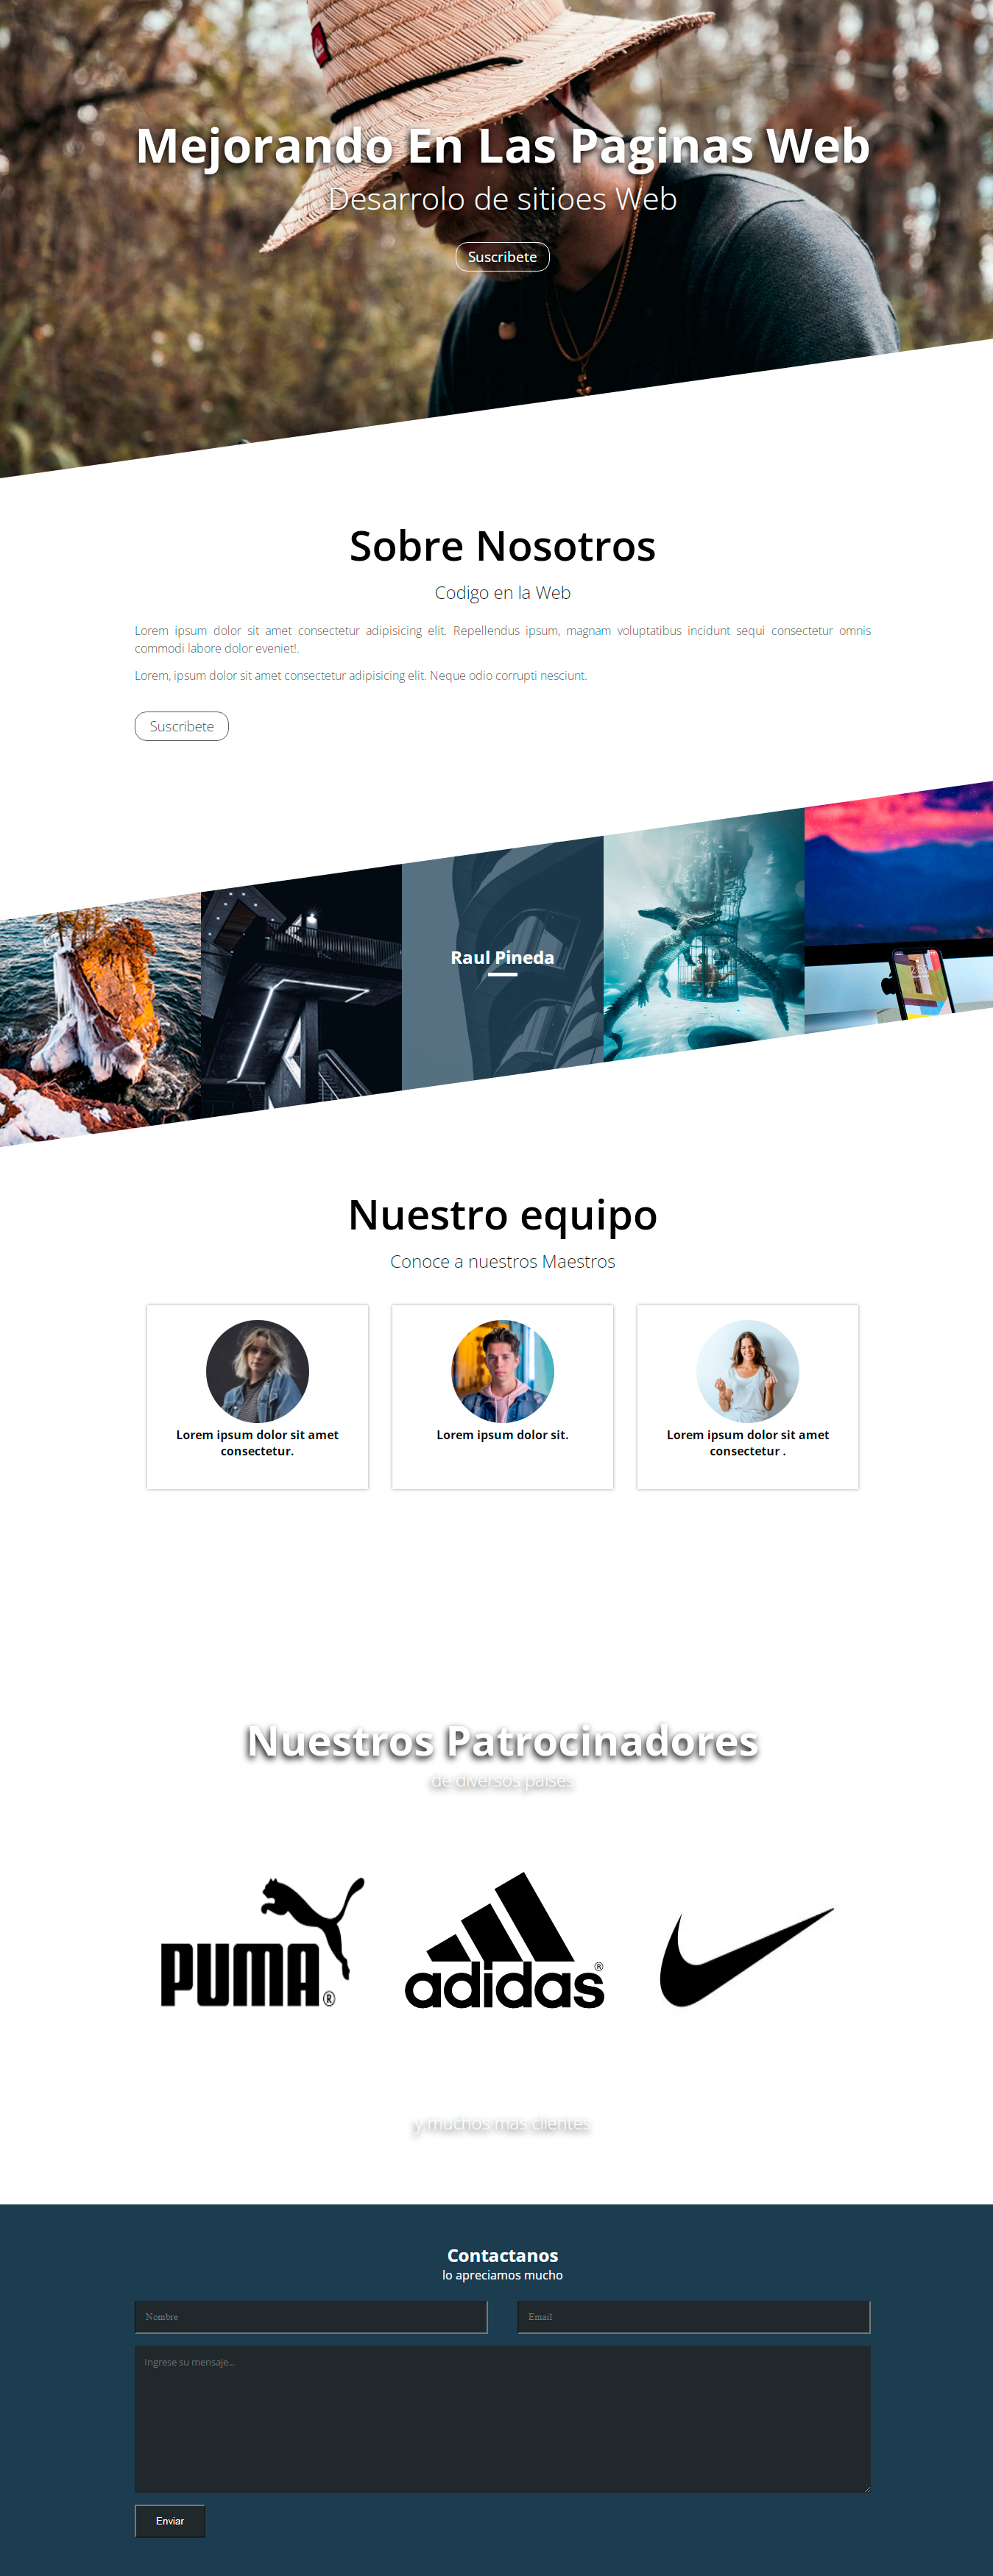 Mejorando En Las Paginas Web
Desarrolo de sitioes Web
Suscribete
Sobre Nosotros
Codigo en la Web
Lorem ipsum dolor sit amet consectetur adipisicing elit. Repellendus ipsum, magnam voluptatibus incidunt sequi consectetur omnis
commodi labore dolor eveniet!.
Lorem, ipsum dolor sit amet consectetur adipisicing elit. Neque odio corrupti nesciunt.
Suscribete
Raul Pineda
Nuestro equipo
Conoce a nuestros Maestros
Lorem ipsum dolor sit amet
consectetur.
Lorem ipsum dolor sit.
Lorem ipsum dolor sit amet
consectetur .
Nuestros Patrocinadores
de diversos paises
PUMA®
adidas®
y muchos mas clientes
Contactanos
lo apreciamos mucho
Nombre
Email
Ingrese su mensaje...
Enviar